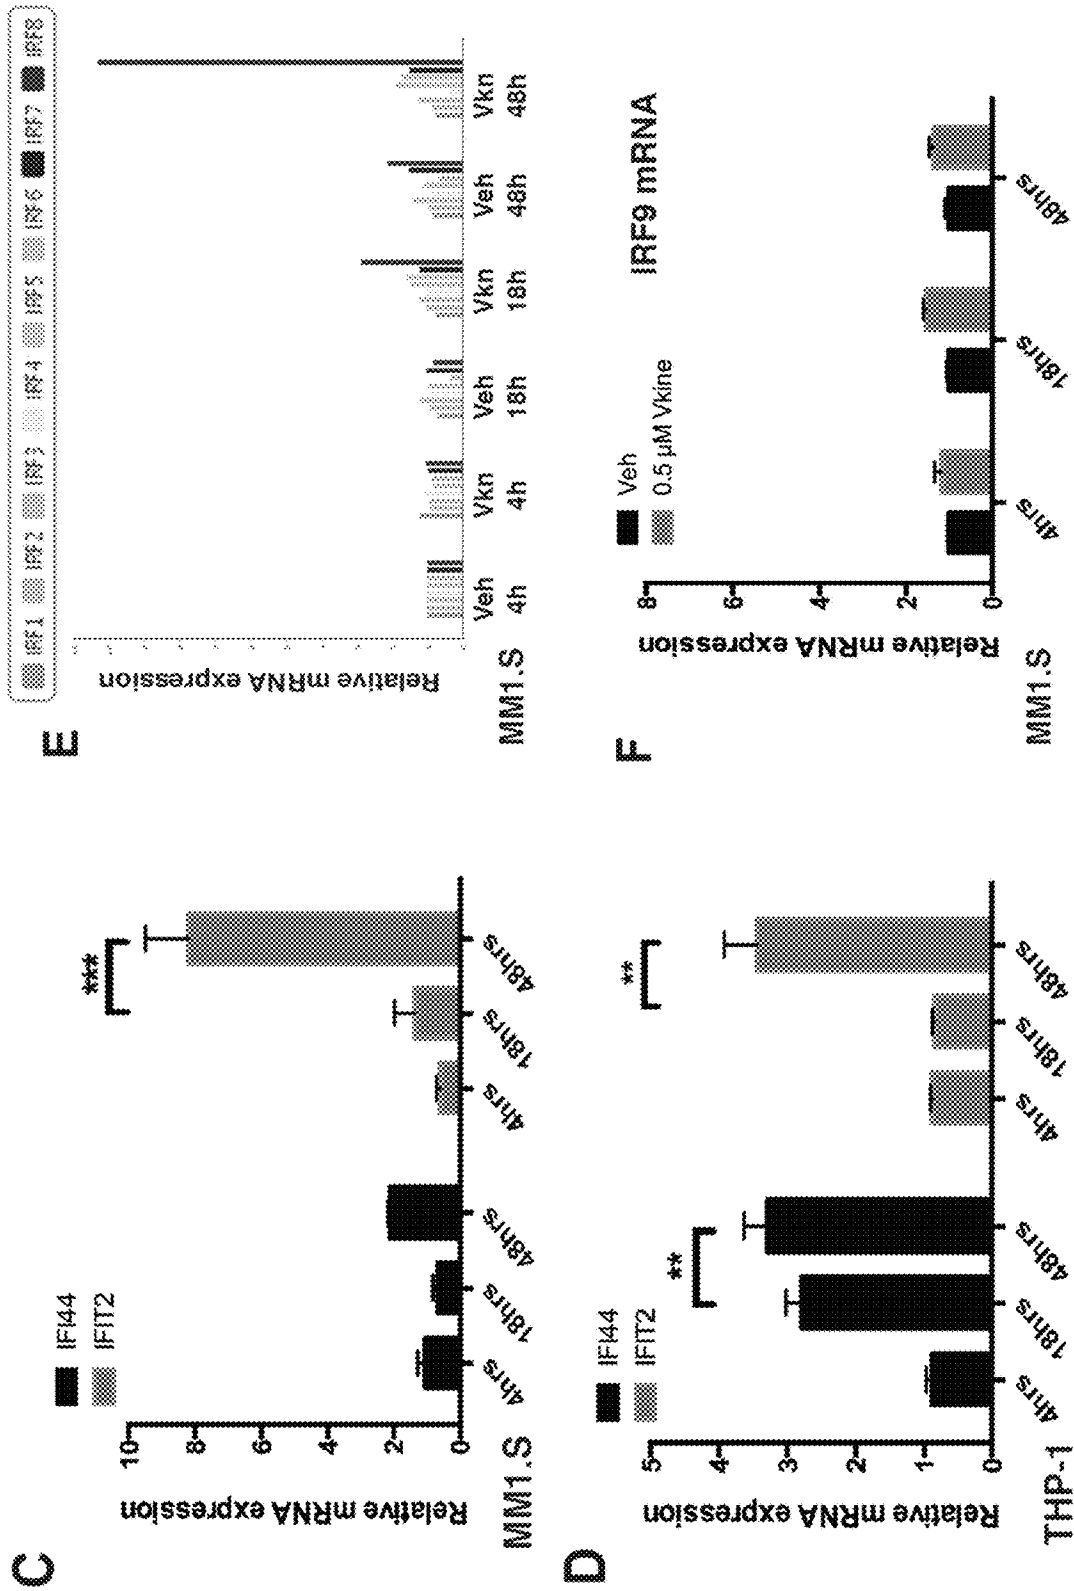 C
IFI44
IFIT2
Relative mRNA expression
10
8
6
4
2
0
***
4hrs
18hrs
48hrs
4hrs
18hrs
48hrs
MM1.S
E
IRF1 IRF2 IRF3 IRF4 IRF5 IRF6 IRF7 IRF8
Relative mRNA expression
Veh Vkn Veh Vkn Veh Vkn
4h 4h 18h 18h 48h 48h
MM1.S
D
IFI44
IFIT2
Relative mRNA expression
5
4
3
2
1
0
**
**
4hrs
18hrs
48hrs
4hrs
18hrs
48hrs
THP-1
F
Veh
0.5 µM Vkine
IRF9 mRNA
Relative mRNA expression
8
6
4
2
0
4hrs
18hrs
48hrs
MM1.S